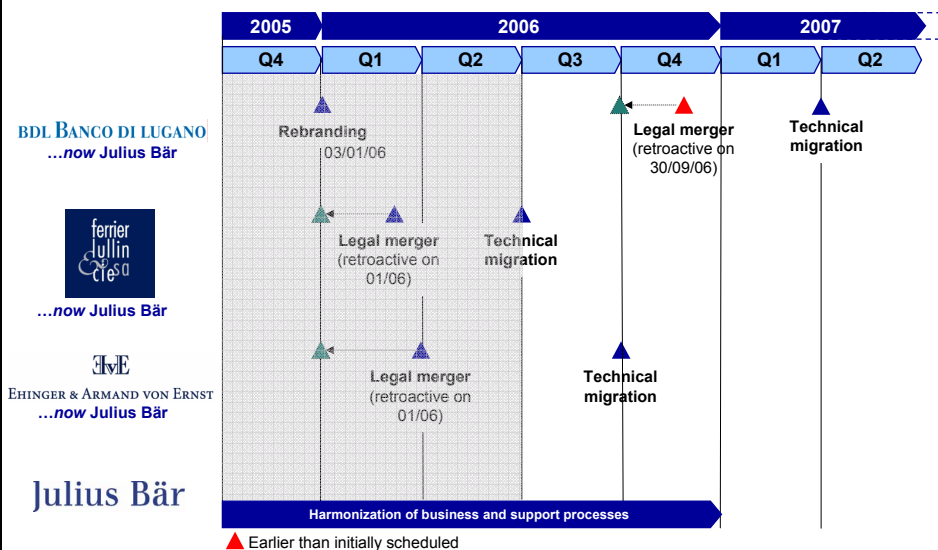 2005 2006 2007
Q4 Q1 Q2 Q3 Q4 Q1 Q2
BDL BANCO DI LUGANO
...now Julius Bär
Rebranding
03/01/06
Legal merger
(retroactive on
30/09/06)
Technical
migration
ferrier
lullin
& cie sa
...now Julius Bär
Legal merger
(retroactive on
01/06)
Technical
migration
EvE
EHINGER & ARMAND VON ERNST
...now Julius Bär
Legal merger
(retroactive on
01/06)
Technical
migration
Julius Bär
Harmonization of business and support processes
Earlier than initially scheduled